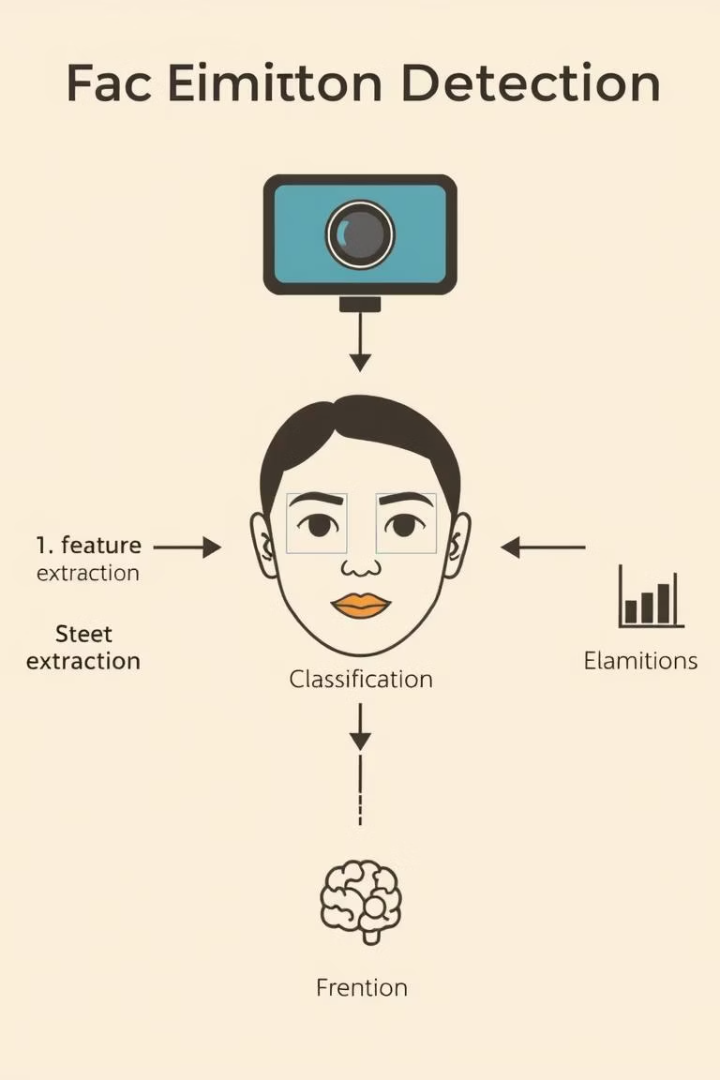 Fac Eimitton Detection
1. feature
extraction
Steet
extraction
Classification
Elamitions
Frention